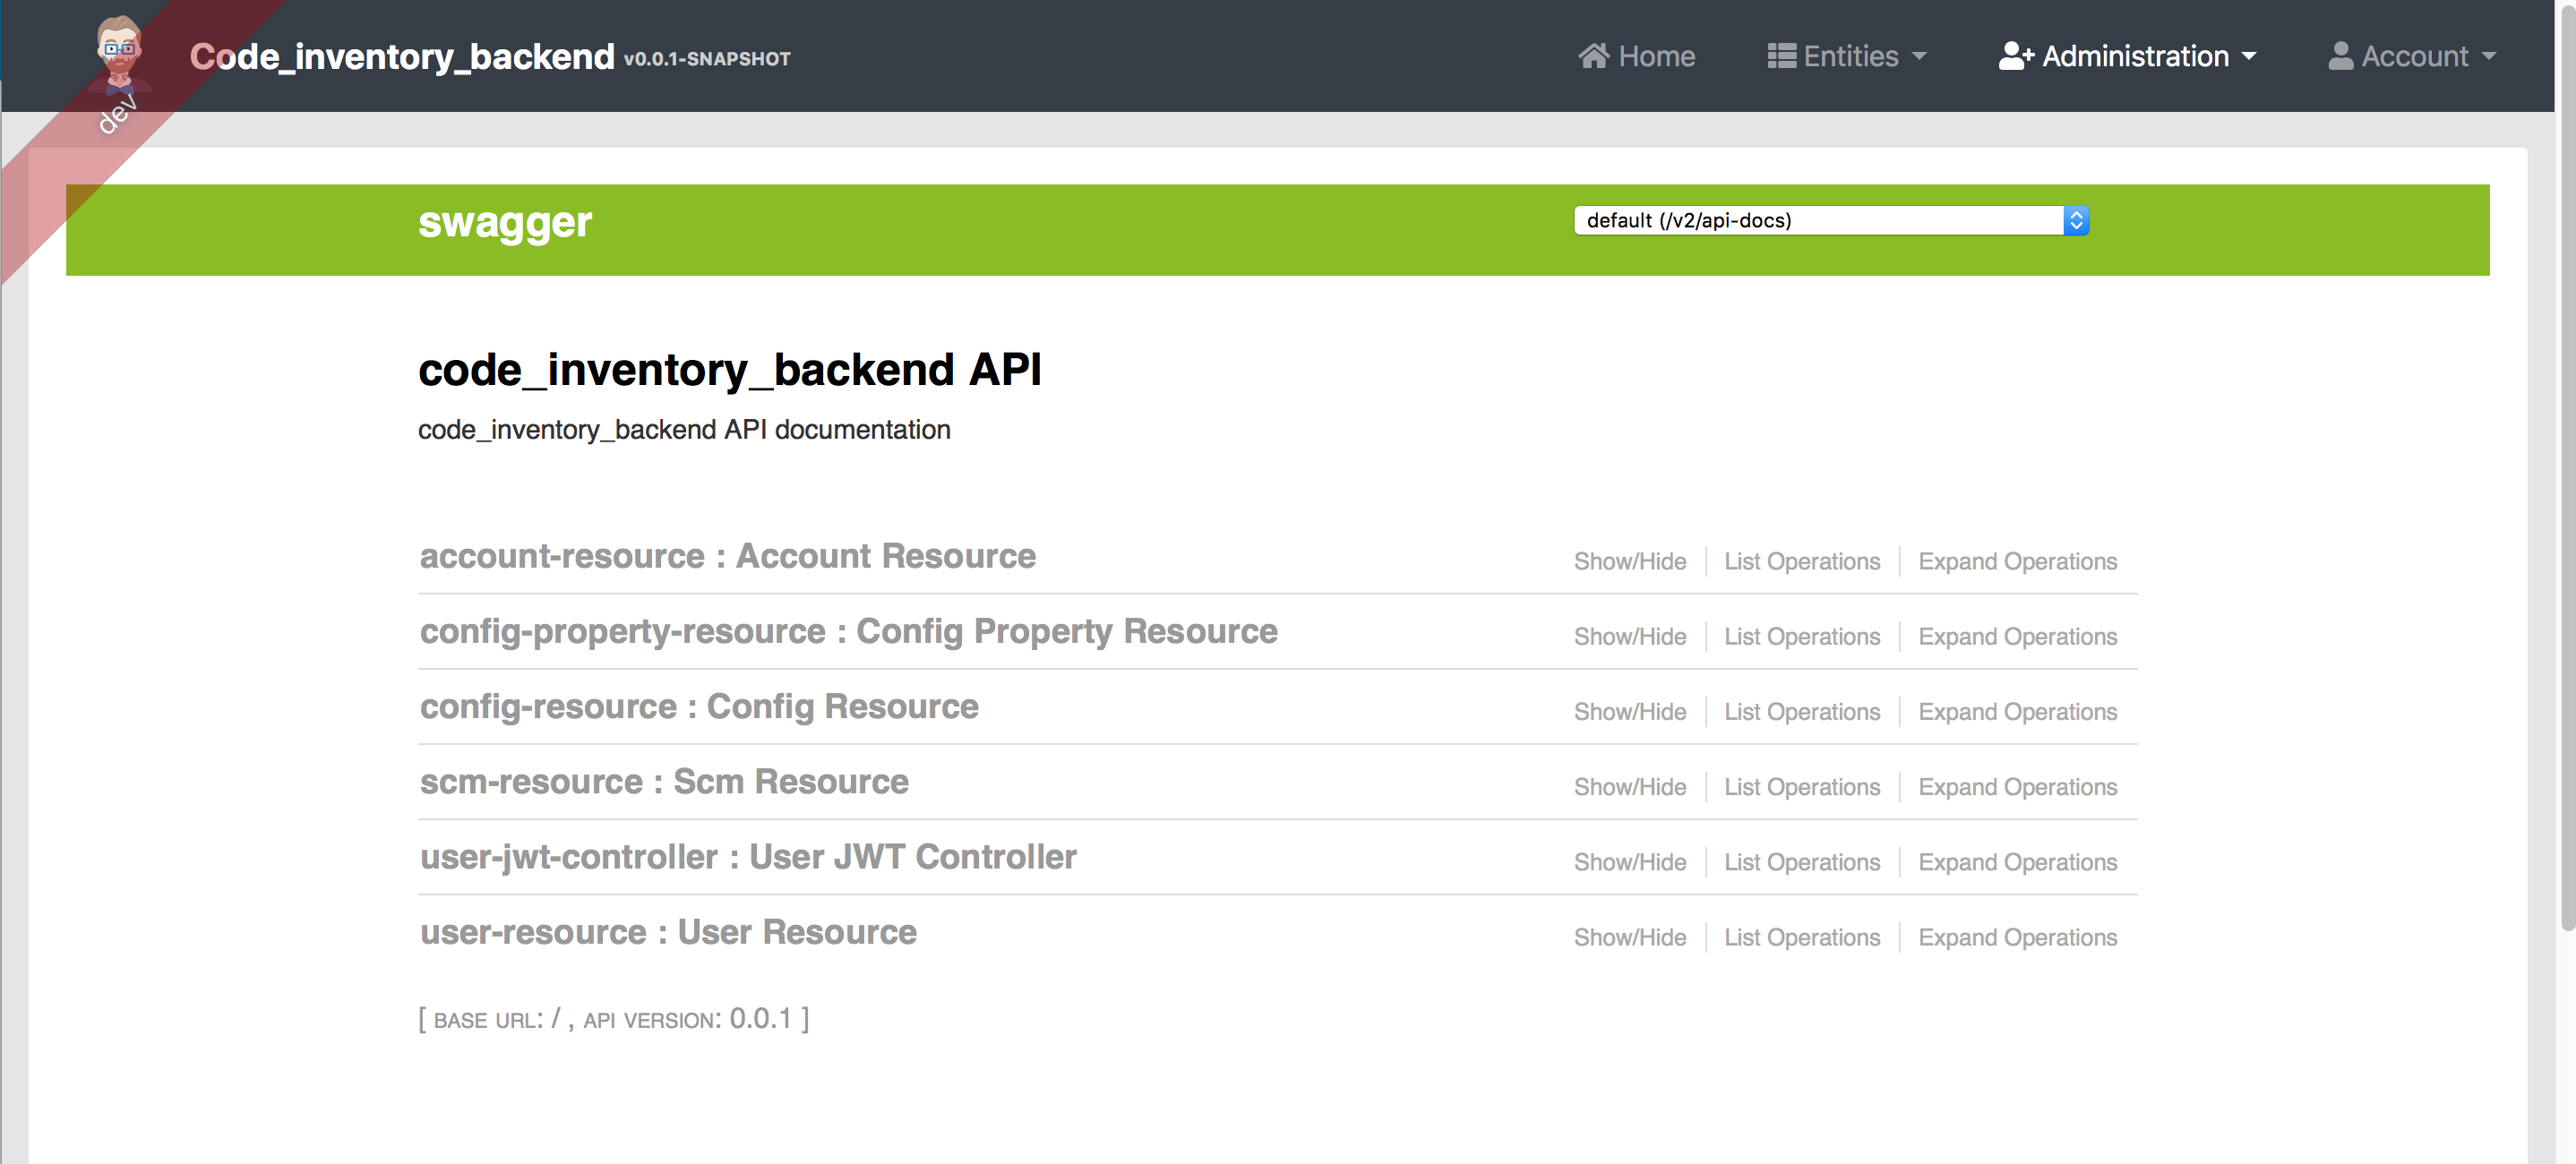 Code_inventory_backend v0.0.1-SNAPSHOT Home Entities Administration Account
dev
swagger default (/v2/api-docs)
code_inventory_backend API
code_inventory_backend API documentation
account-resource : Account Resource Show/Hide List Operations Expand Operations
config-property-resource : Config Property Resource Show/Hide List Operations Expand Operations
config-resource : Config Resource Show/Hide List Operations Expand Operations
scm-resource : Scm Resource Show/Hide List Operations Expand Operations
user-jwt-controller : User JWT Controller Show/Hide List Operations Expand Operations
user-resource : User Resource Show/Hide List Operations Expand Operations
[ BASE URL: / , API VERSION: 0.0.1 ]